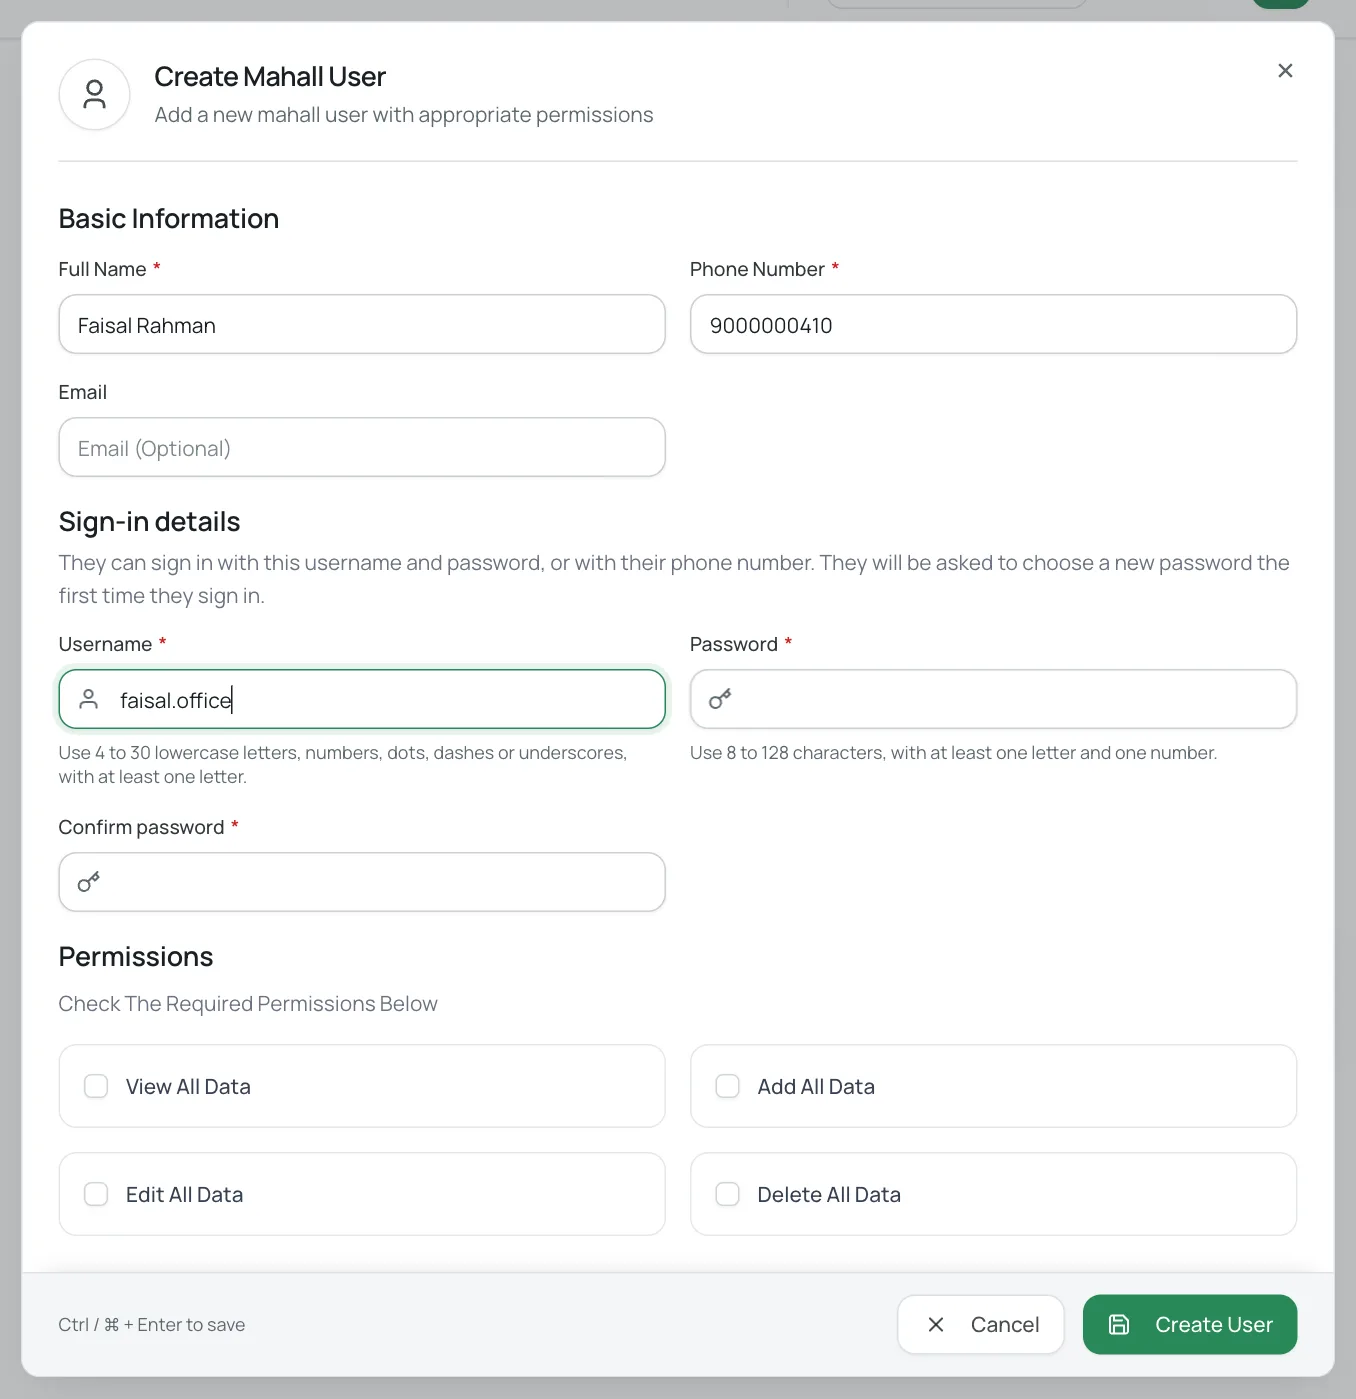 Create Mahall User
Add a new mahall user with appropriate permissions
Basic Information
Full Name *
Faisal Rahman
Phone Number *
9000000410
Email
Email (Optional)
Sign-in details
They can sign in with this username and password, or with their phone number. They will be asked to choose a new password the
first time they sign in.
Username *
faisal.office
Use 4 to 30 lowercase letters, numbers, dots, dashes or underscores,
with at least one letter.
Password *
Use 8 to 128 characters, with at least one letter and one number.
Confirm password *
Permissions
Check The Required Permissions Below
View All Data
Add All Data
Edit All Data
Delete All Data
Ctrl / ⌘ + Enter to save
Cancel
Create User